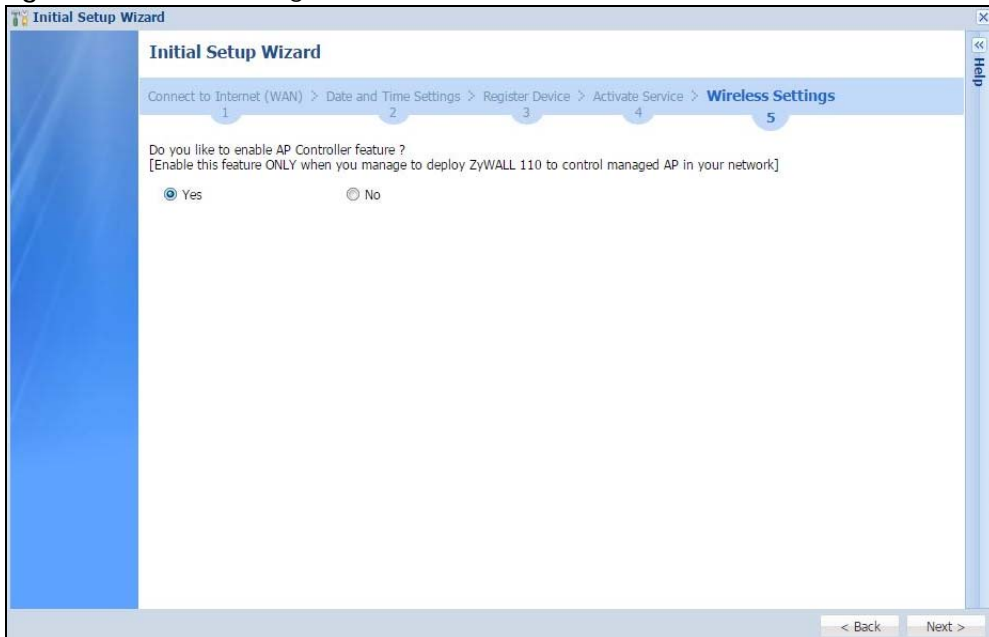 Initial Setup Wizard
Initial Setup Wizard
Connect to Internet (WAN) > Date and Time Settings > Register Device > Activate Service > Wireless Settings
1 2 3 4 5
Do you like to enable AP Controller feature ?
[Enable this feature ONLY when you manage to deploy ZyWALL 110 to control managed AP in your network]
Yes No
Help
< Back Next >